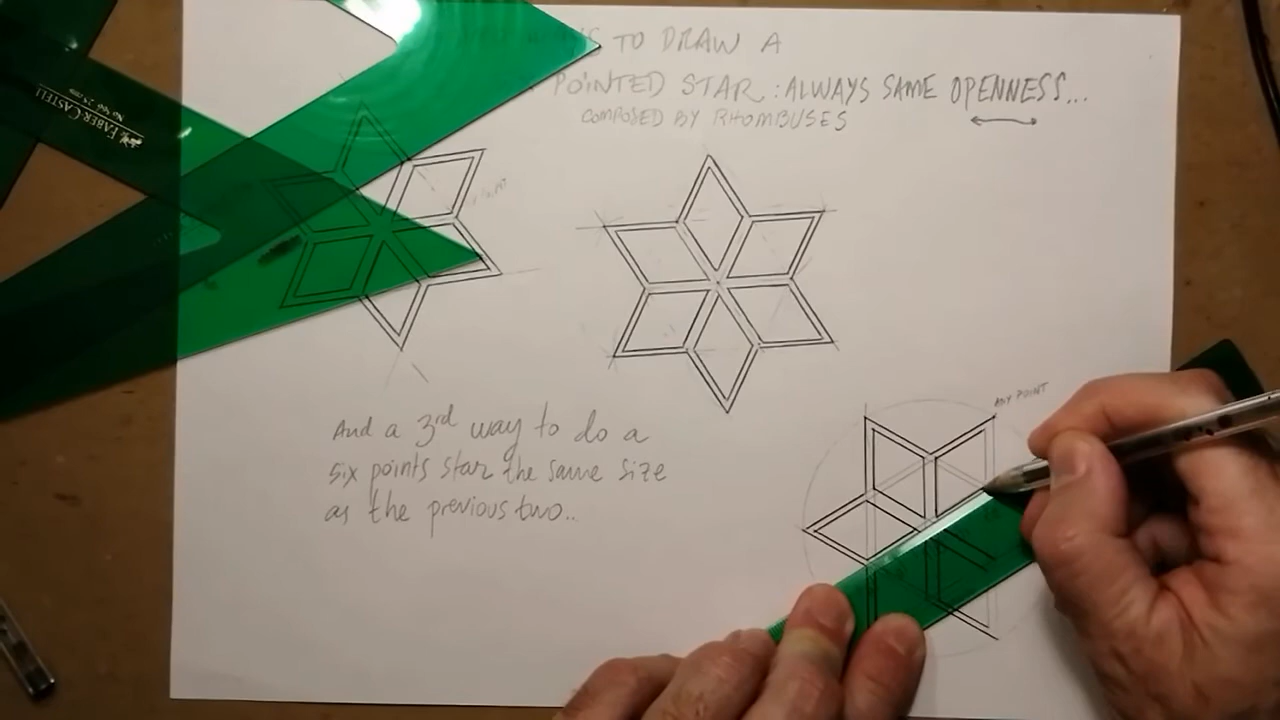 TO DRAW A
POINTED STAR : ALWAYS SAME OPENNESS...
COMPOSED BY RHOMBUSES
FABER-CASTELL
And a 3rd way to do a
six points star the same size
as the previous two..
ANY POINT